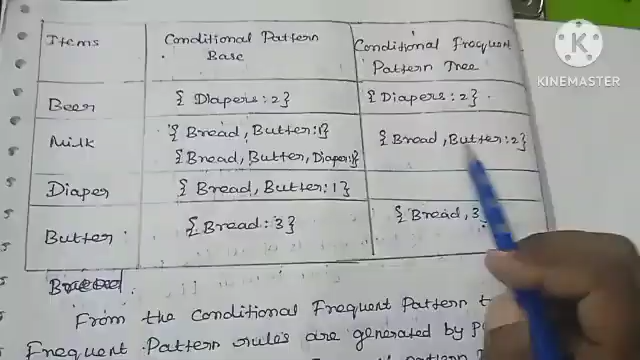 Items
Conditional Pattern
Base
Conditional Frequent
Pattern Tree
KINEMASTER
Beer
{ Diapers:2}
{ Diapers:2}
Milk
{ Bread, Butter:1}
{ Bread, Butter, Diaper:1}
{ Bread, Butter:2}
Diaper
{ Bread, Butter:1}
Butter
{ Bread:3}
{ Bread, 3
From the Conditional Frequent Pattern
Frequent Pattern rules are generated by